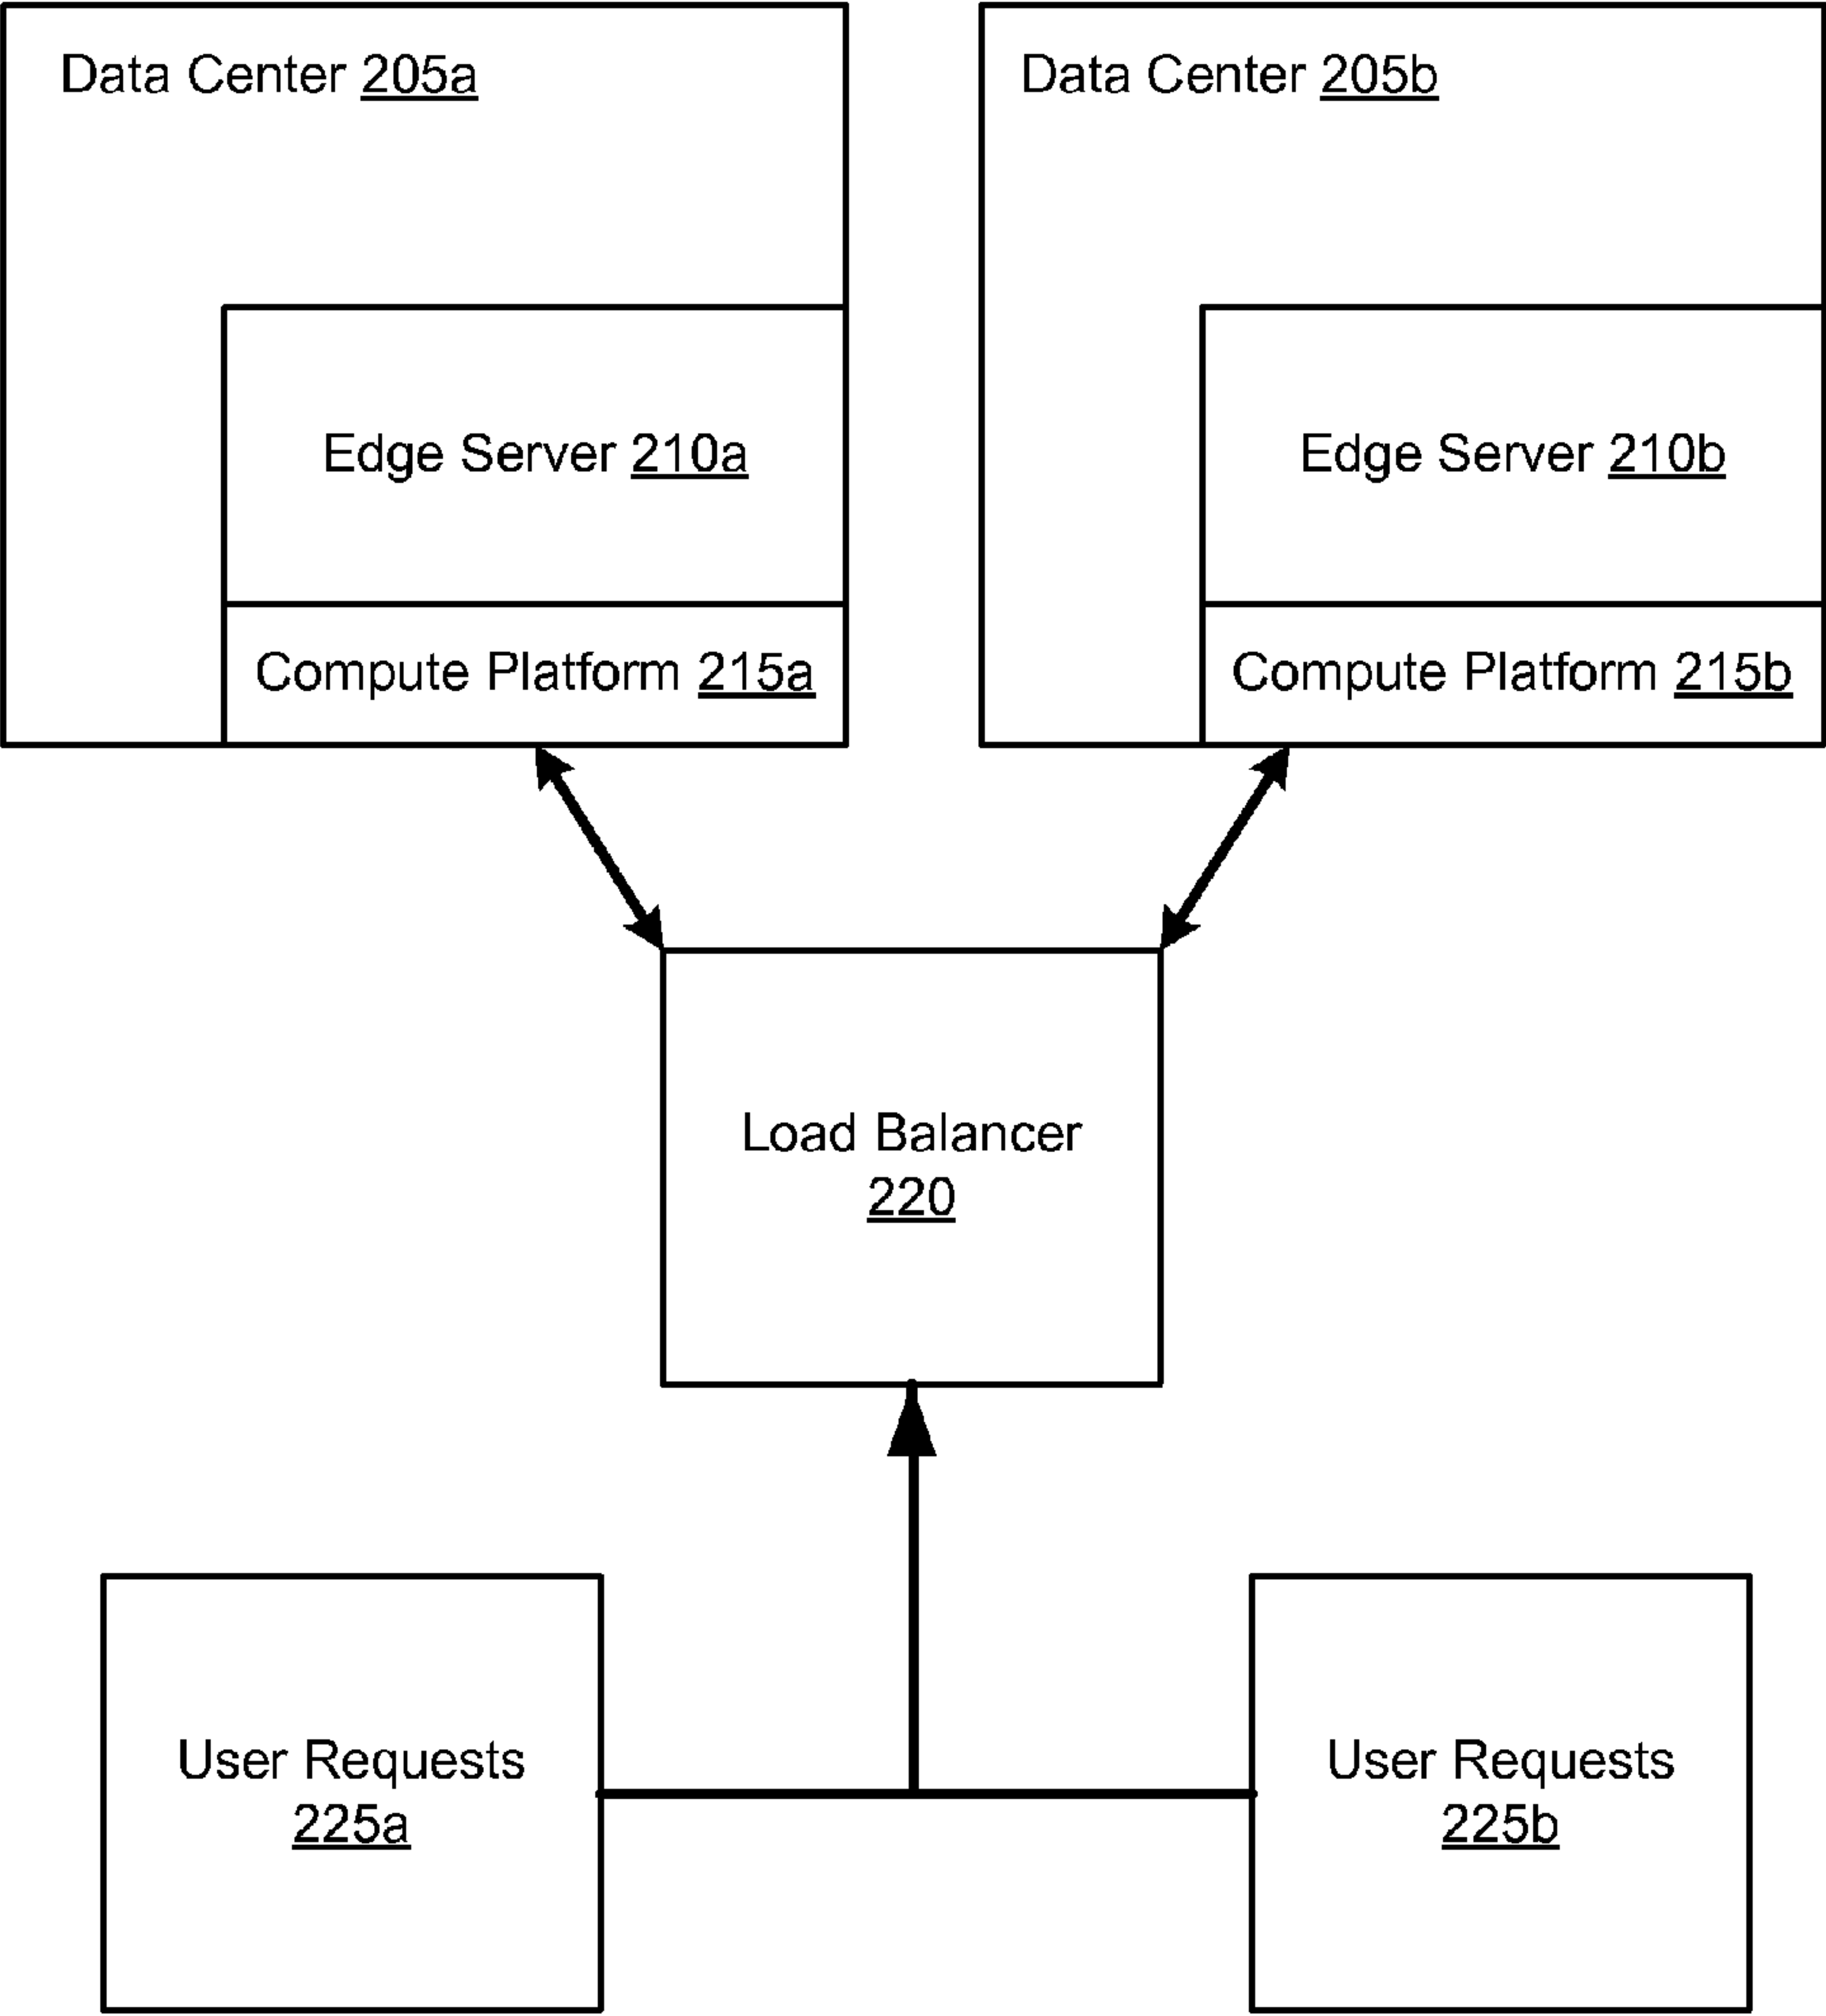 Data Center 205a
Data Center 205b
Edge Server 210a
Edge Server 210b
Compute Platform 215a
Compute Platform 215b
Load Balancer
220
User Requests
225a
User Requests
225b